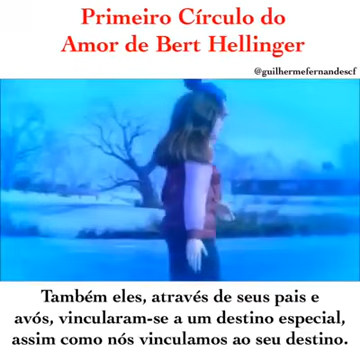 Primeiro Círculo do
Amor de Bert Hellinger
@guilhermefernandescf
Também eles, através de seus pais e
avós, vincularam-se a um destino especial,
assim como nós vinculamos ao seu destino.